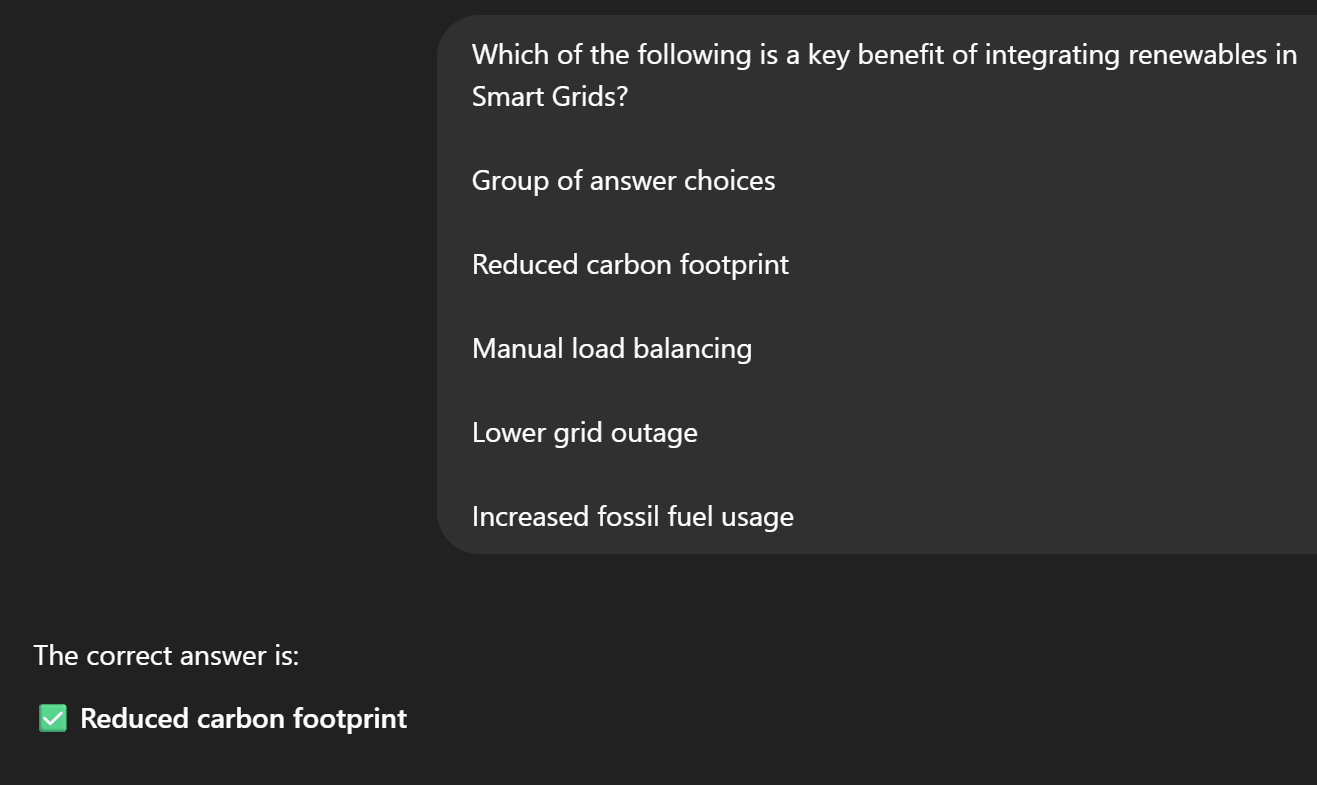 Which of the following is a key benefit of integrating renewables in
Smart Grids?
Group of answer choices
Reduced carbon footprint
Manual load balancing
Lower grid outage
Increased fossil fuel usage
The correct answer is:
✅ Reduced carbon footprint